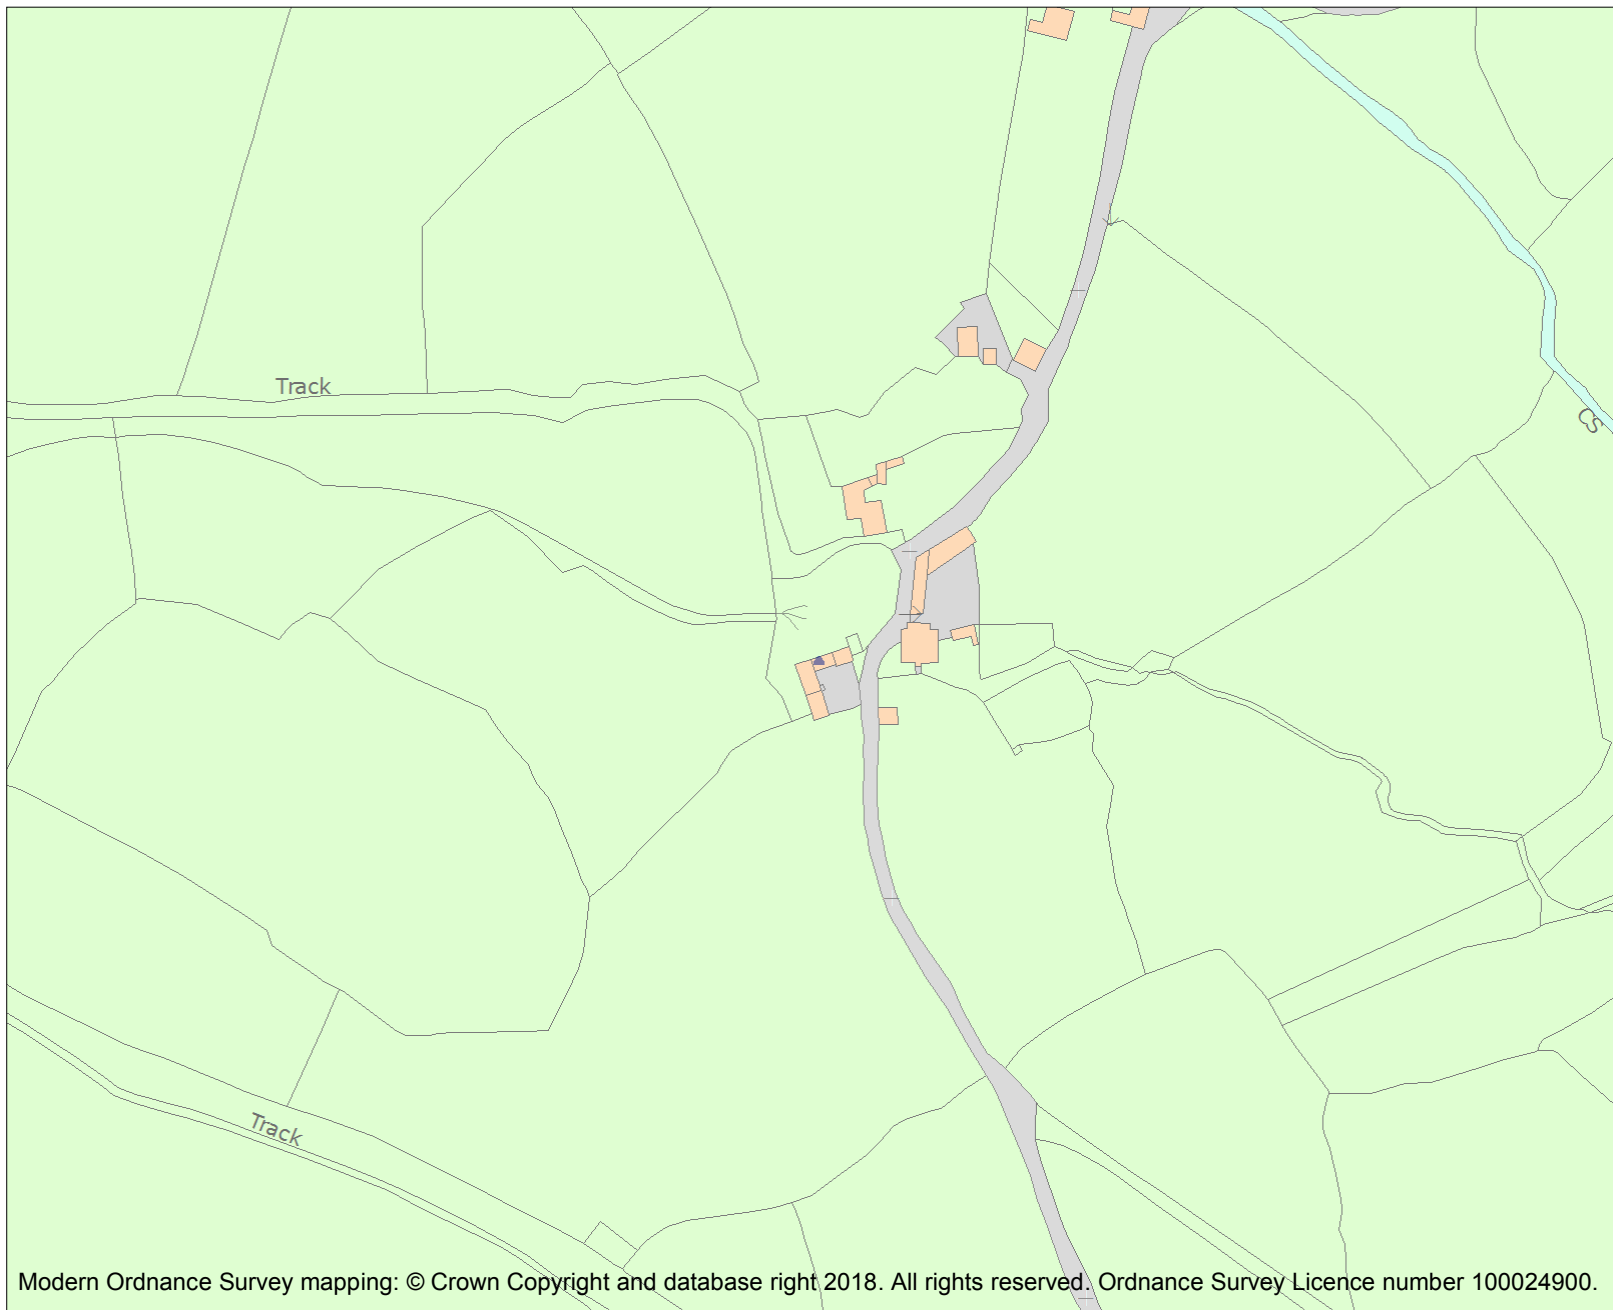 Track
CS
Track
Modern Ordnance Survey mapping: © Crown Copyright and database right 2018. All rights reserved. Ordnance Survey Licence number 100024900.